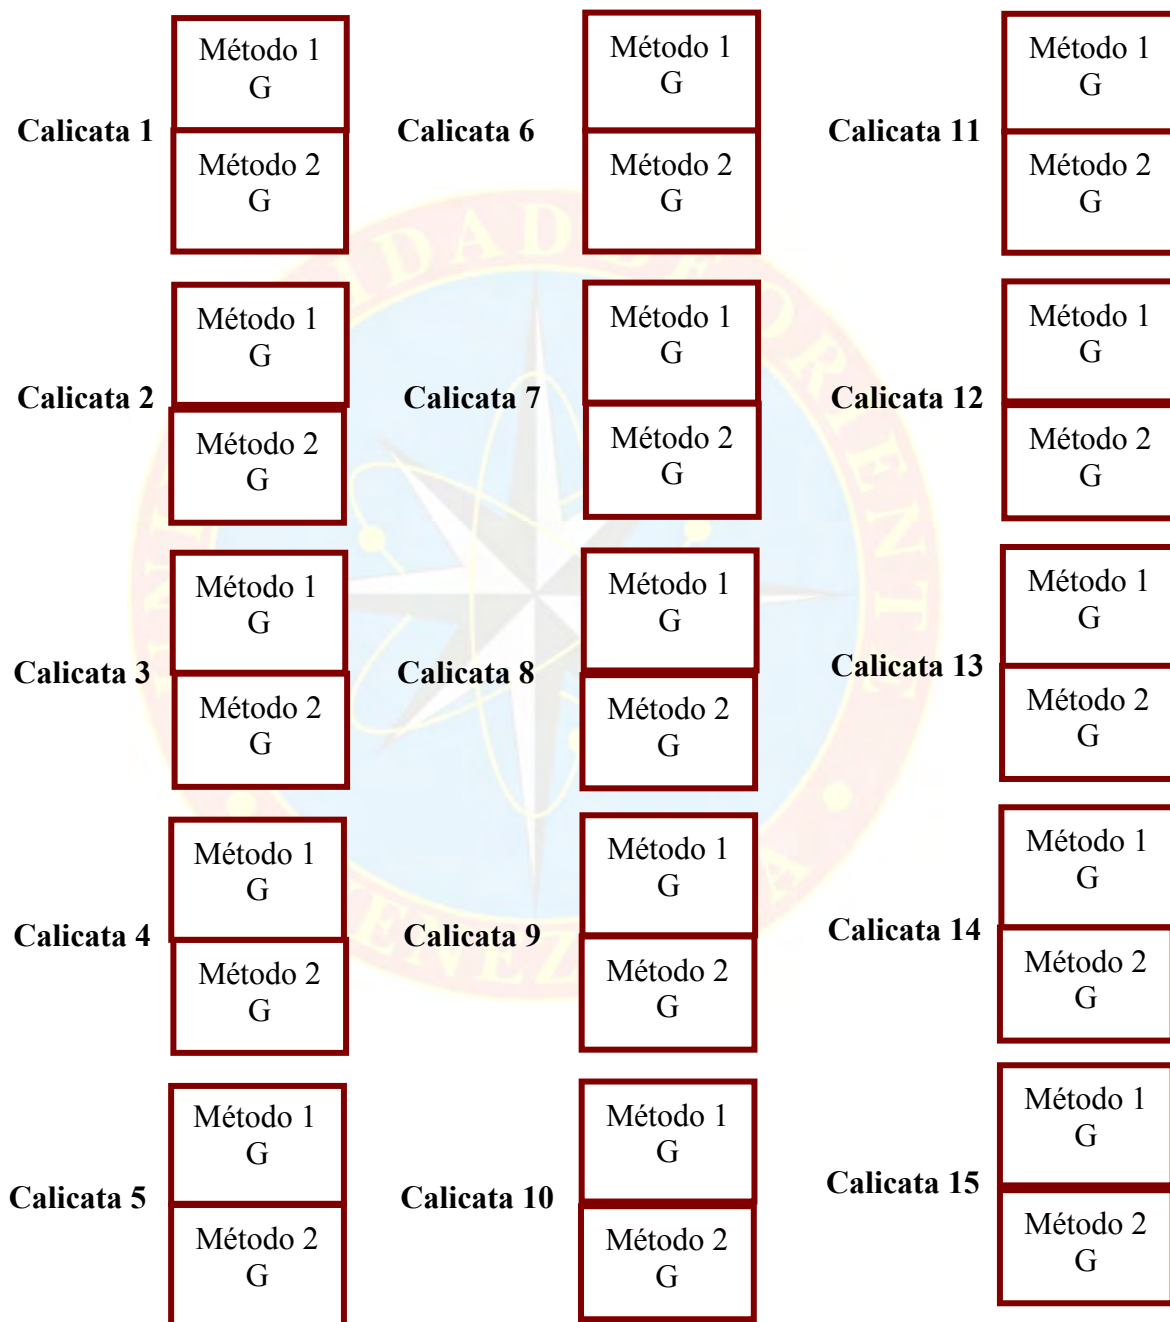 Calicata 1
Método 1
G
Método 2
G
Calicata 2
Método 1
G
Método 2
G
Calicata 3
Método 1
G
Método 2
G
Calicata 4
Método 1
G
Método 2
G
Calicata 5
Método 1
G
Método 2
G
Calicata 6
Método 1
G
Método 2
G
Calicata 7
Método 1
G
Método 2
G
Calicata 8
Método 1
G
Método 2
G
Calicata 9
Método 1
G
Método 2
G
Calicata 10
Método 1
G
Método 2
G
Calicata 11
Método 1
G
Método 2
G
Calicata 12
Método 1
G
Método 2
G
Calicata 13
Método 1
G
Método 2
G
Calicata 14
Método 1
G
Método 2
G
Calicata 15
Método 1
G
Método 2
G